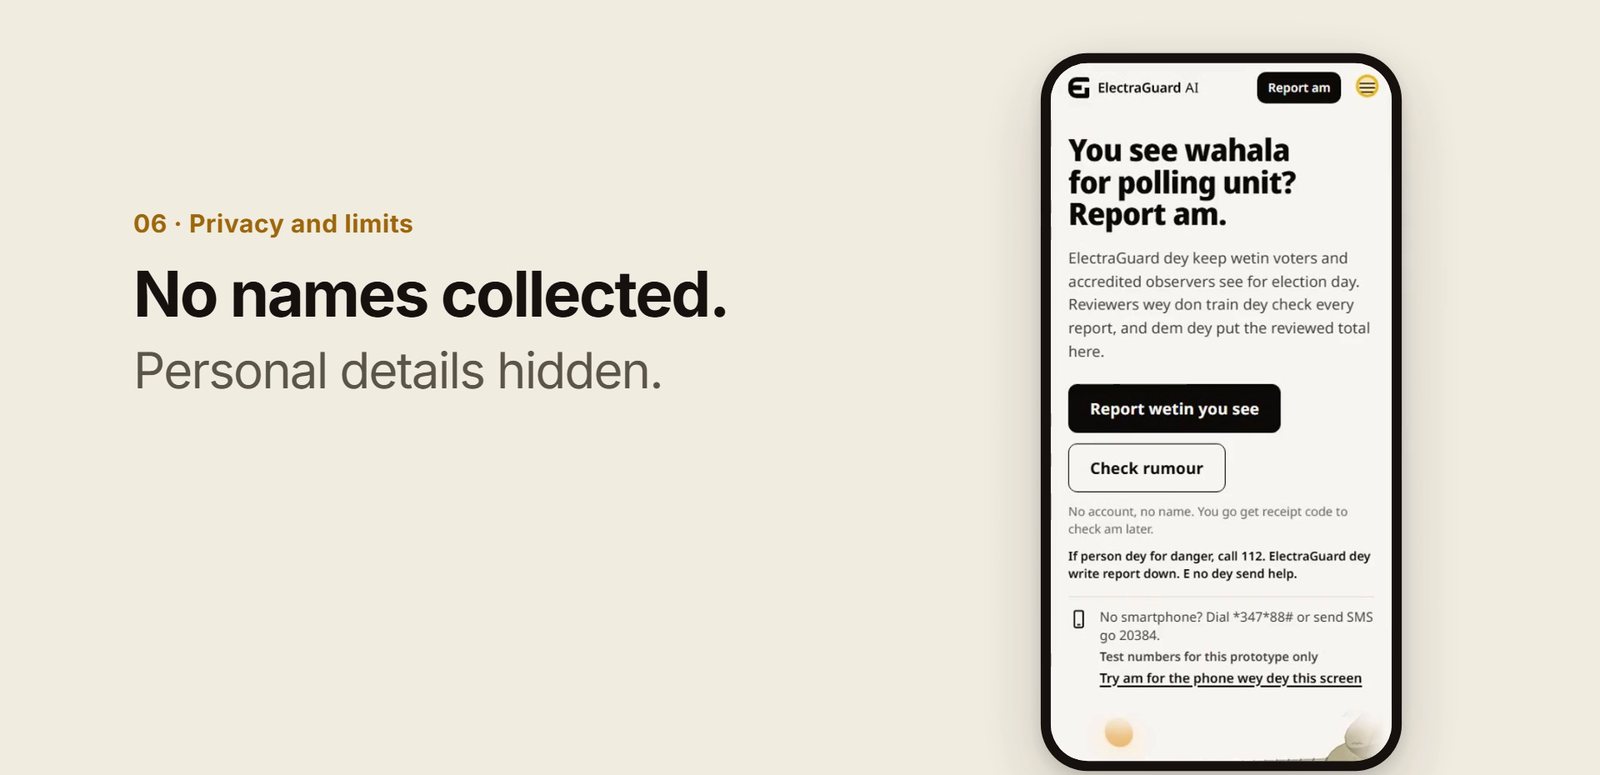 06 · Privacy and limits
No names collected.
Personal details hidden.
ElectraGuard AI
Report am
You see wahala
for polling unit?
Report am.
ElectraGuard dey keep wetin voters and
accredited observers see for election day.
Reviewers wey don train dey check every
report, and dem dey put the reviewed total
here.
Report wetin you see
Check rumour
No account, no name. You go get receipt code to
check am later.
If person dey for danger, call 112. ElectraGuard dey
write report down. E no dey send help.
No smartphone? Dial *347*88# or send SMS
go 20384.
Test numbers for this prototype only
Try am for the phone wey dey this screen